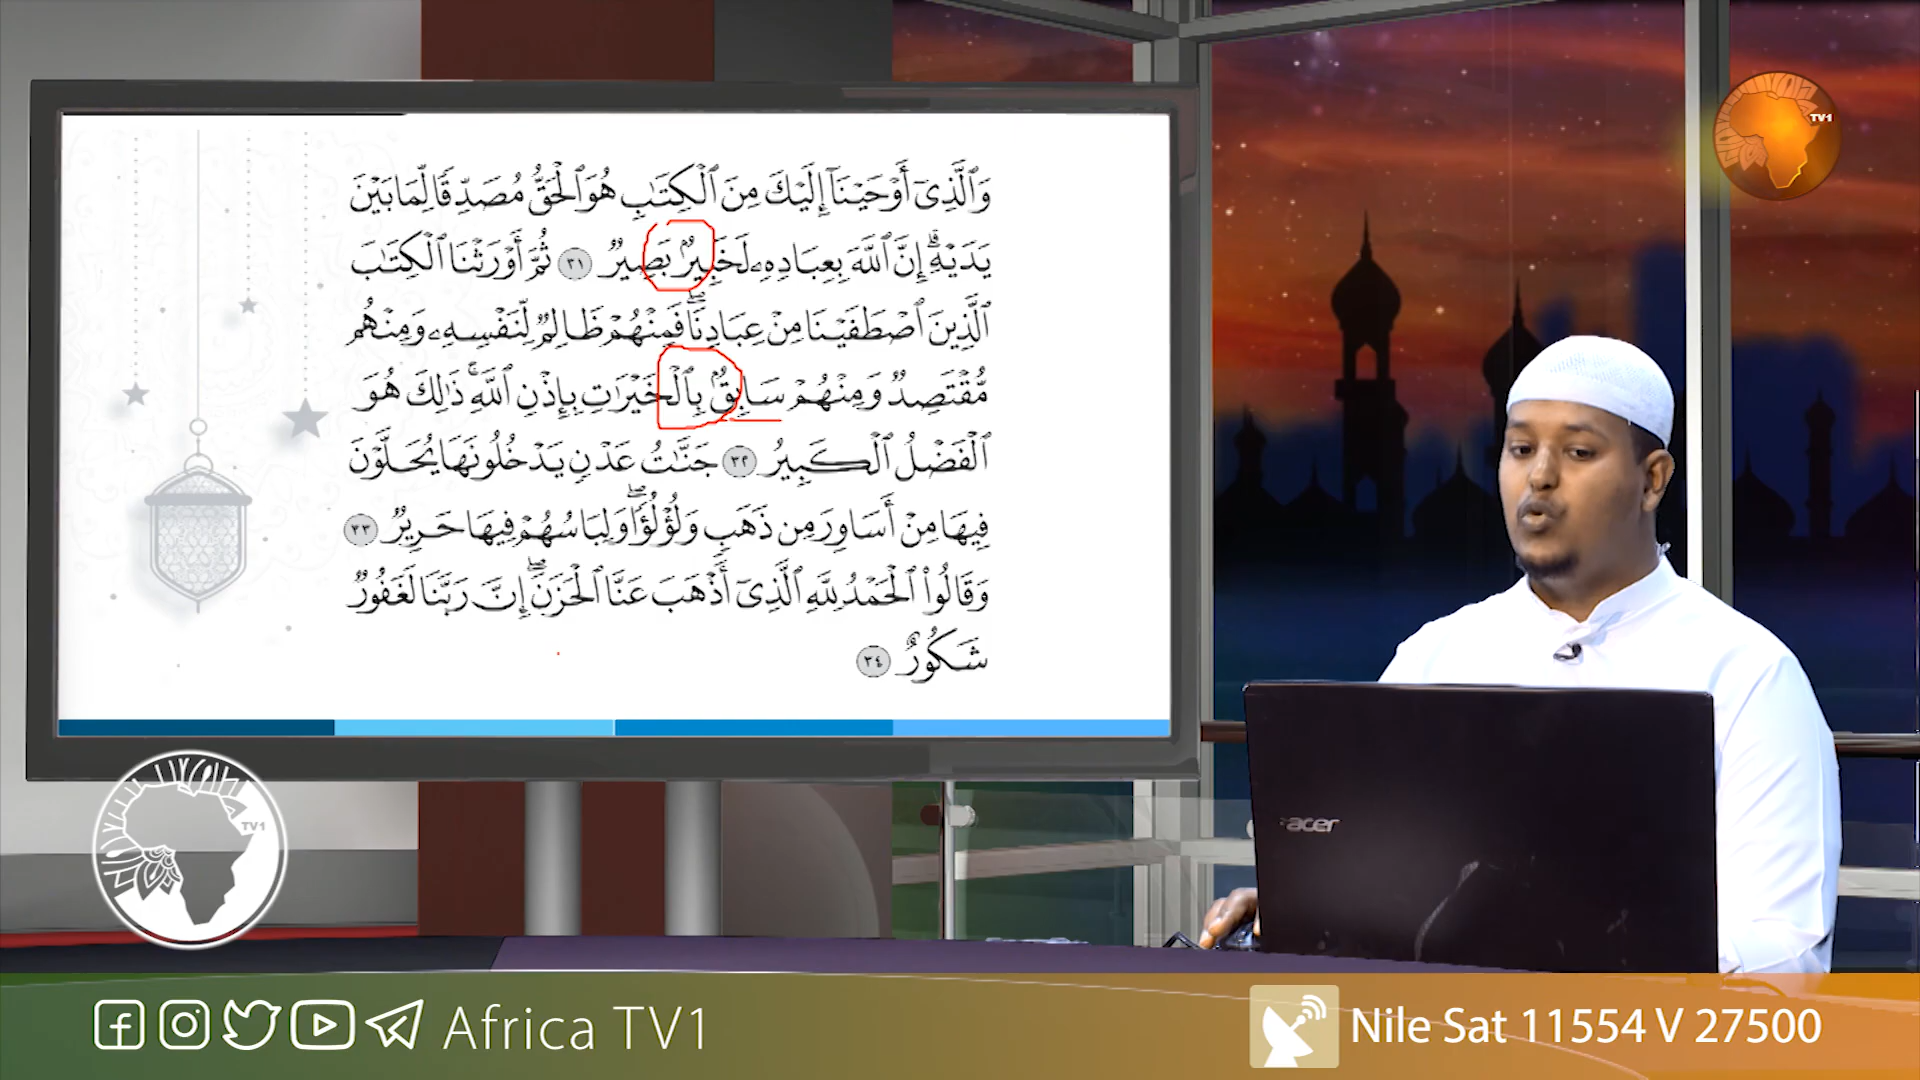 وَٱلَّذِىٓ أَوْحَيْنَآ إِلَيْكَ مِنَ ٱلْكِتَٰبِ هُوَ ٱلْحَقُّ مُصَدِّقًا لِّمَا بَيْنَ
يَدَيْهِ ۗ إِنَّ ٱللَّهَ بِعِبَادِهِۦ لَخَبِيرٌۢ بَصِيرٌ ٣١ ثُمَّ أَوْرَثْنَا ٱلْكِتَٰبَ
ٱلَّذِينَ ٱصْطَفَيْنَا مِنْ عِبَادِنَا ۖ فَمِنْهُمْ ظَالِمٌ لِّنَفْسِهِۦ وَمِنْهُم
مُّقْتَصِدٌ وَمِنْهُمْ سَابِقٌۢ بِٱلْخَيْرَٰتِ بِإِذْنِ ٱللَّهِ ۚ ذَٰلِكَ هُوَ
ٱلْفَضْلُ ٱلْكَبِيرُ ٣٢ جَنَّٰتُ عَدْنٍ يَدْخُلُونَهَا يُحَلَّوْنَ
فِيهَا مِنْ أَسَاوِرَ مِن ذَهَبٍ وَلُؤْلُؤًا ۖ وَلِبَاسُهُمْ فِيهَا حَرِيرٌ ٣٣
وَقَالُوا۟ ٱلْحَمْدُ لِلَّهِ ٱلَّذِىٓ أَذْهَبَ عَنَّا ٱلْحَزَنَ ۖ إِنَّ رَبَّنَا لَغَفُورٌ
شَكُورٌ ٣٤
TV1
TV1
acer
Africa TV1
Nile Sat 11554 V 27500